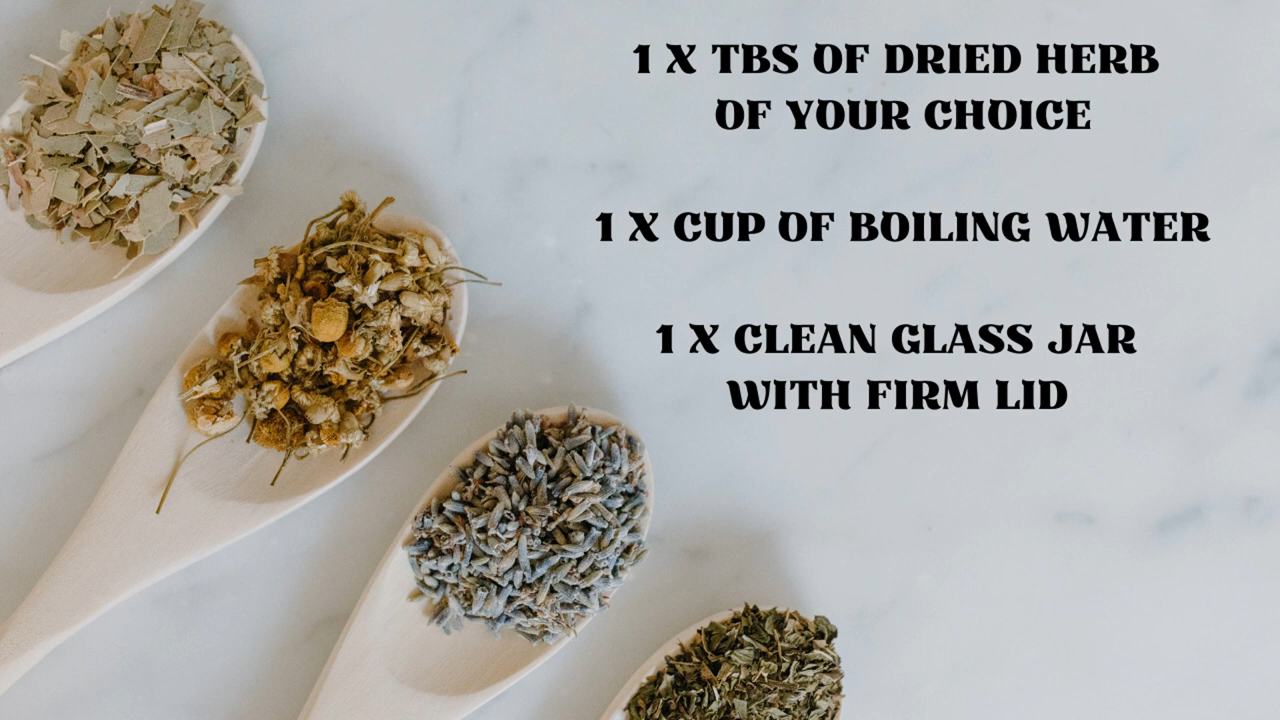 1 X TBS OF DRIED HERB
OF YOUR CHOICE
1 X CUP OF BOILING WATER
1 X CLEAN GLASS JAR
WITH FIRM LID